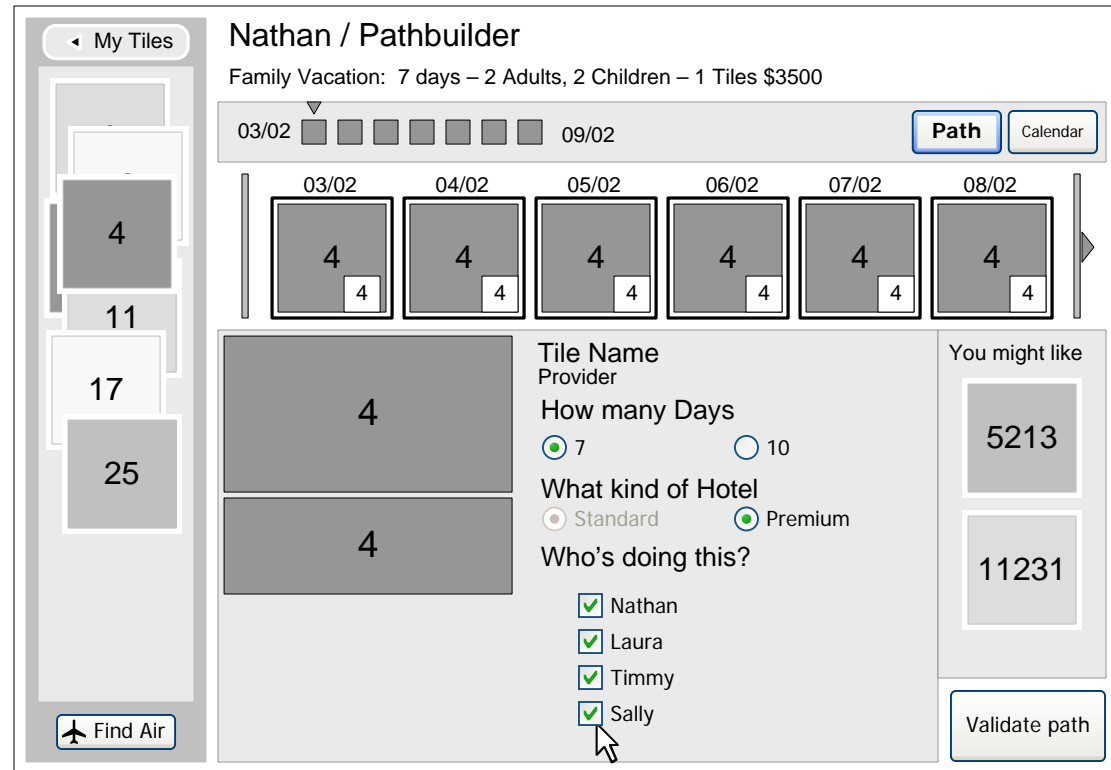 My Tiles
4
11
17
25
Find Air
Nathan / Pathbuilder
Family Vacation: 7 days – 2 Adults, 2 Children – 1 Tiles $3500
03/02 09/02 Path Calendar
03/02 04/02 05/02 06/02 07/02 08/02
4 4 4 4 4 4
4 4 4 4 4 4
4
4
Tile Name
Provider
How many Days
7 10
What kind of Hotel
Standard Premium
Who's doing this?
Nathan
Laura
Timmy
Sally
You might like
5213
11231
Validate path